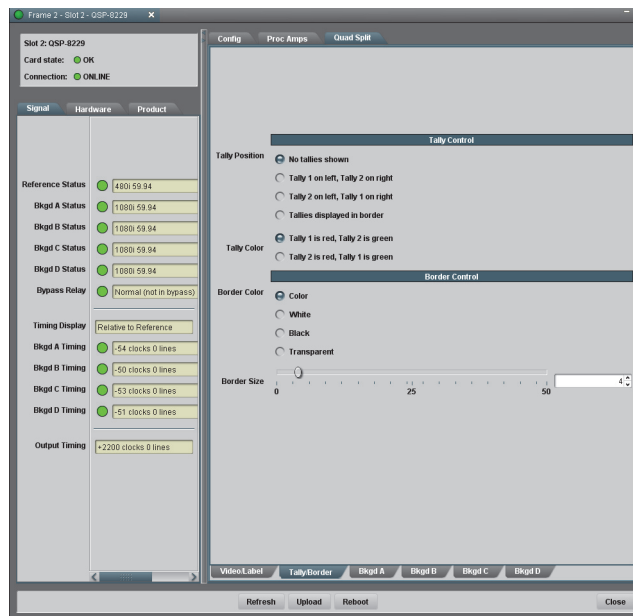 Frame 2 - Slot 2 - QSP-8229
Slot 2: QSP-8229
Card state: OK
Connection: ONLINE
Signal Hardware Product
Reference Status 480i 59.94
Bkgd A Status 1080i 59.94
Bkgd B Status 1080i 59.94
Bkgd C Status 1080i 59.94
Bkgd D Status 1080i 59.94
Bypass Relay Normal (not in bypass)
Timing Display Relative to Reference
Bkgd A Timing -54 clocks 0 lines
Bkgd B Timing -50 clocks 0 lines
Bkgd C Timing -53 clocks 0 lines
Bkgd D Timing -51 clocks 0 lines
Output Timing +2200 clocks 0 lines
Config Proc Amps Quad Split
Tally Control
Tally Position No tallies shown
Tally 1 on left, Tally 2 on right
Tally 2 on left, Tally 1 on right
Tallies displayed in border
Tally Color Tally 1 is red, Tally 2 is green
Tally 2 is red, Tally 1 is green
Border Control
Border Color Color
White
Black
Transparent
Border Size 4
0 25 50
Video/Label Tally/Border Bkgd A Bkgd B Bkgd C Bkgd D
Refresh Upload Reboot Close